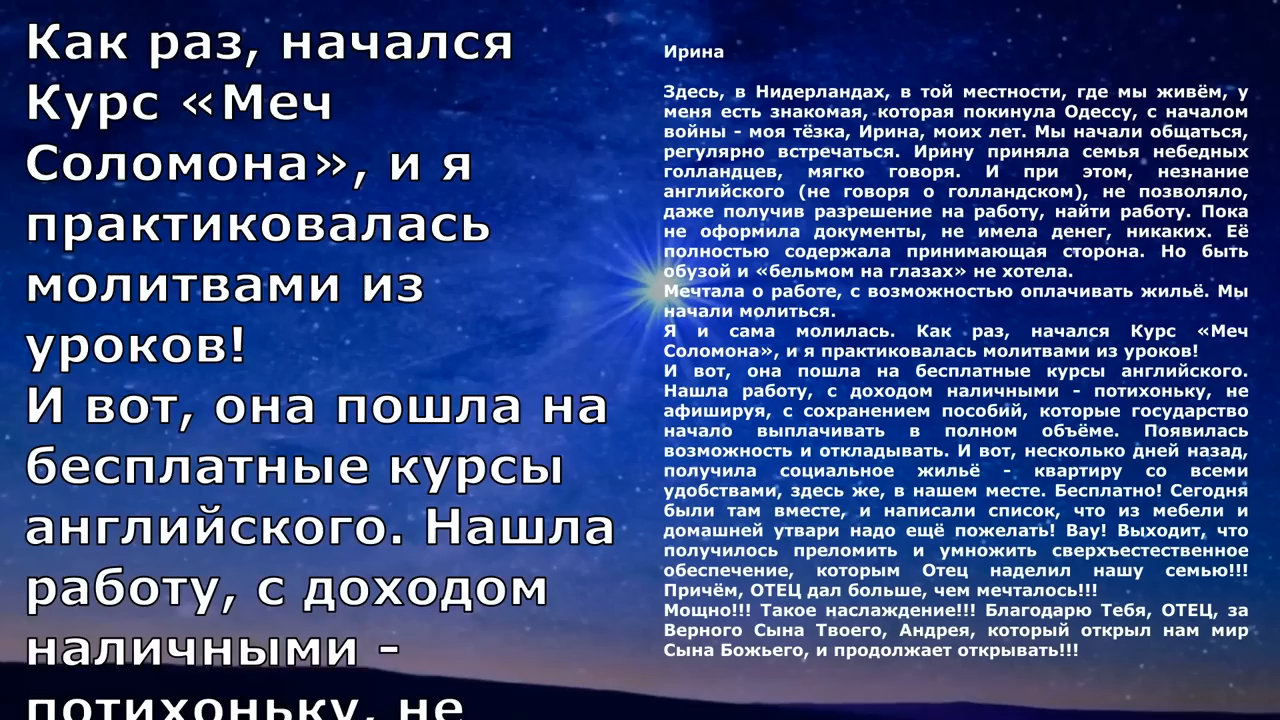 Как раз, начался
Курс «Меч
Соломона», и я
практиковалась
молитвами из
уроков!
И вот, она пошла на
бесплатные курсы
английского. Нашла
работу, с доходом
наличными -
потихоньку, не
Ирина
Здесь, в Нидерландах, в той местности, где мы живём, у
меня есть знакомая, которая покинула Одессу, с началом
войны - моя тёзка, Ирина, моих лет. Мы начали общаться,
регулярно встречаться. Ирину приняла семья небедных
голландцев, мягко говоря. И при этом, незнание
английского (не говоря о голландском), не позволяло,
даже получив разрешение на работу, найти работу. Пока
не оформила документы, не имела денег, никаких. Её
полностью содержала принимающая сторона. Но быть
обузой и «бельмом на глазах» не хотела.
Мечтала о работе, с возможностью оплачивать жильё. Мы
начали молиться.
Я и сама молилась. Как раз, начался Курс «Меч
Соломона», и я практиковалась молитвами из уроков!
И вот, она пошла на бесплатные курсы английского.
Нашла работу, с доходом наличными - потихоньку, не
афишируя, с сохранением пособий, которые государство
начало выплачивать в полном объёме. Появилась
возможность и откладывать. И вот, несколько дней назад,
получила социальное жильё - квартиру со всеми
удобствами, здесь же, в нашем месте. Бесплатно! Сегодня
были там вместе, и написали список, что из мебели и
домашней утвари надо ещё пожелать! Вау! Выходит, что
получилось преломить и умножить сверхъестественное
обеспечение, которым Отец наделил нашу семью!!!
Причём, ОТЕЦ дал больше, чем мечталось!!!
Мощно!!! Такое наслаждение!!! Благодарю Тебя, ОТЕЦ, за
Верного Сына Твоего, Андрея, который открыл нам мир
Сына Божьего, и продолжает открывать!!!